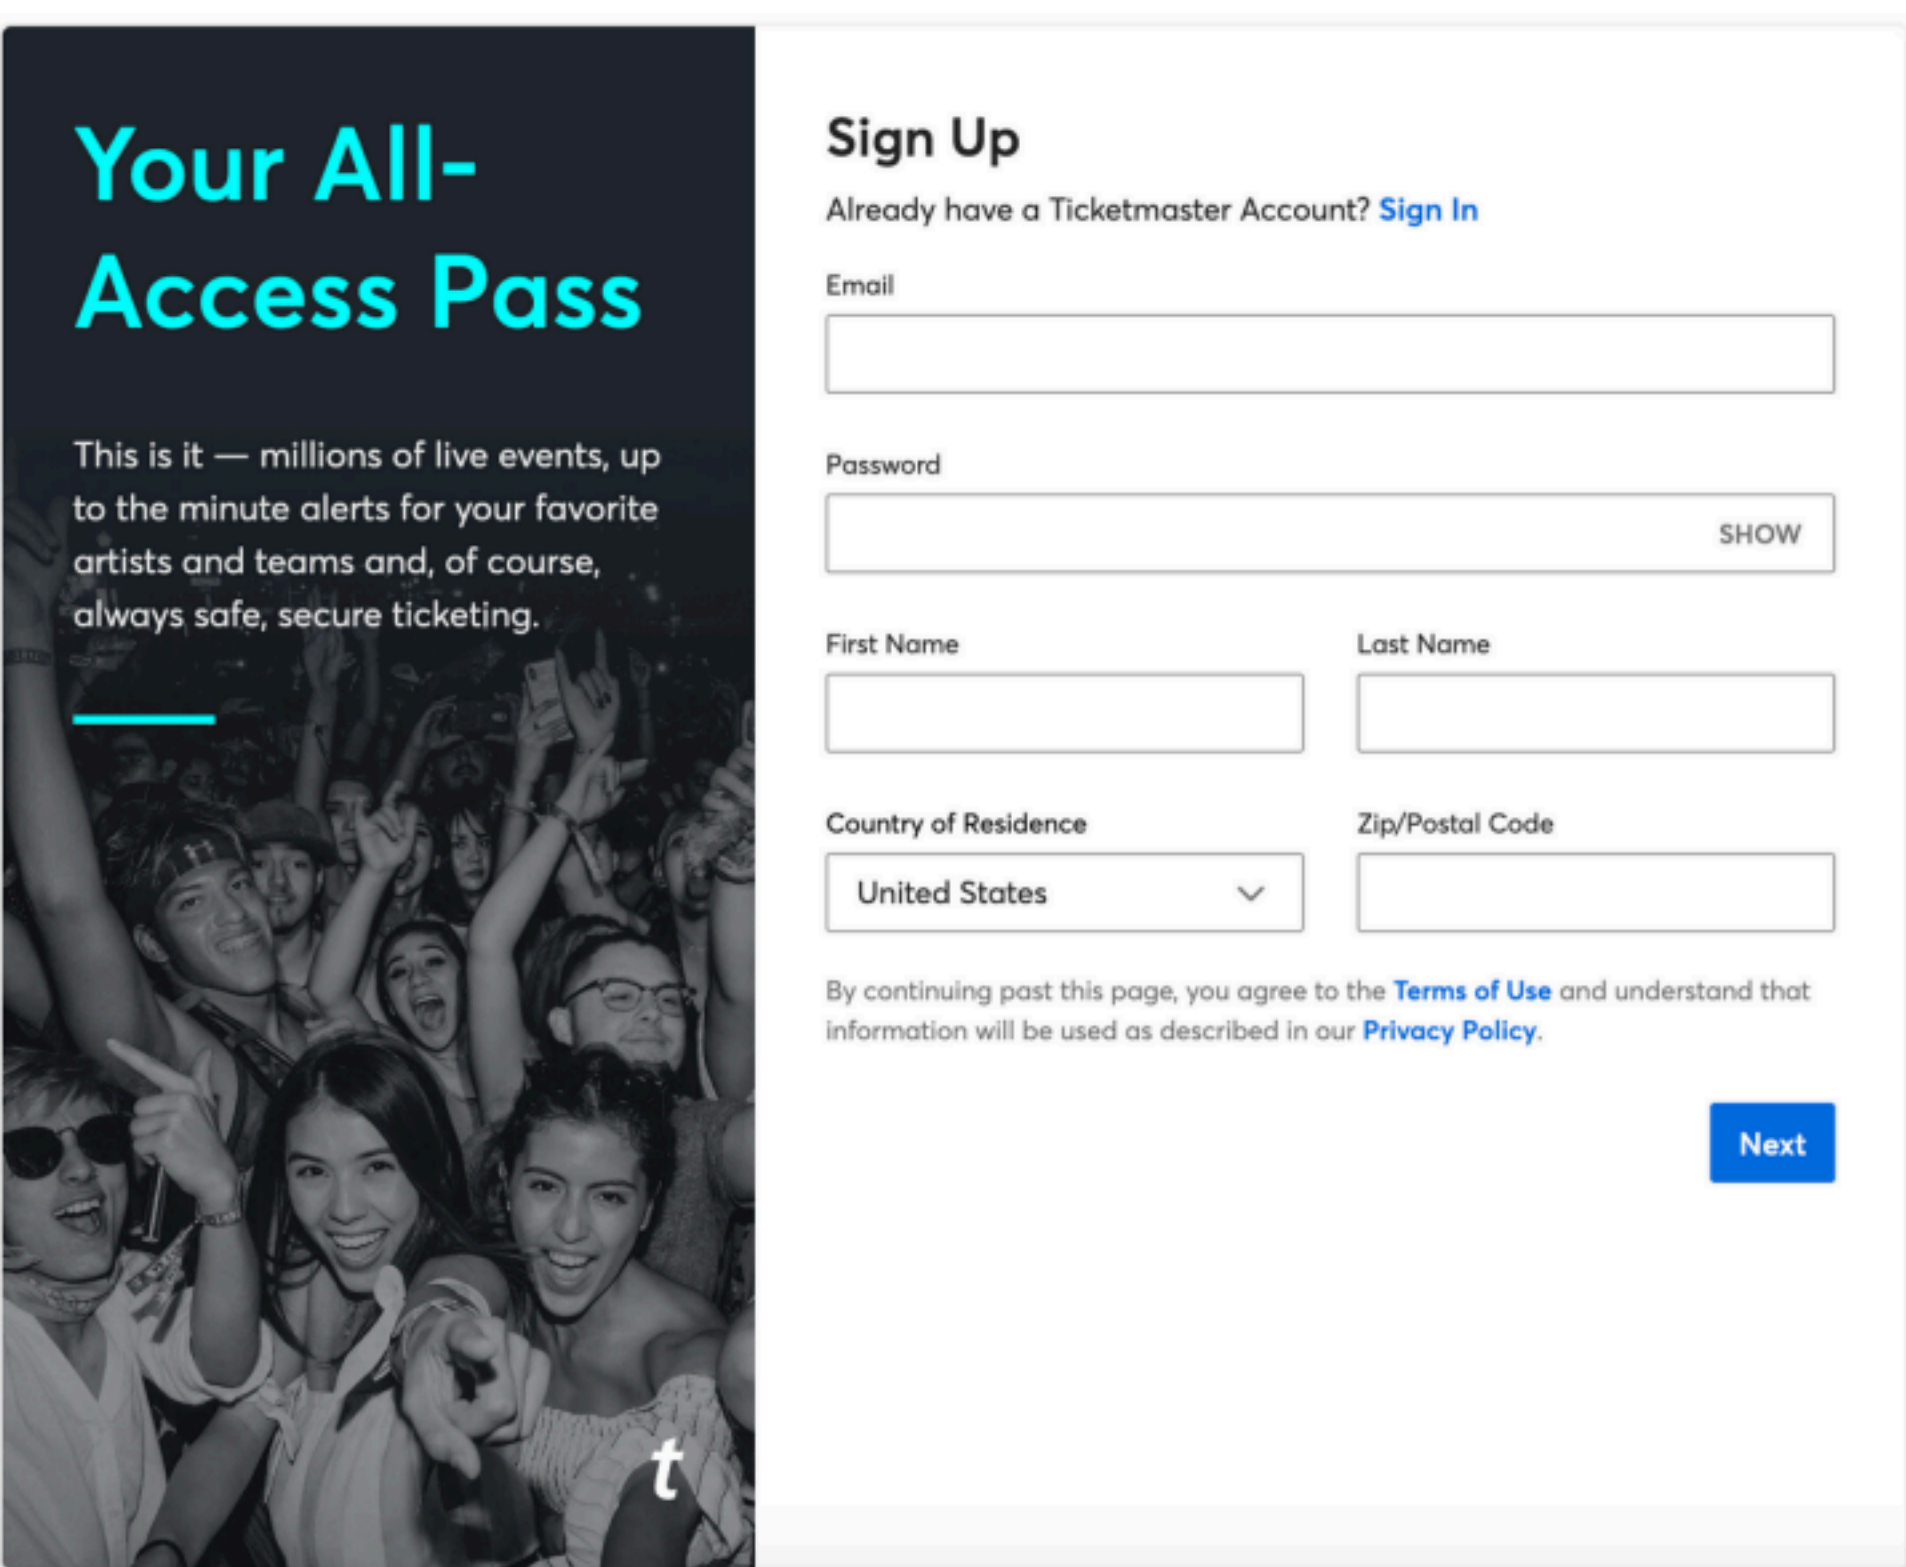 Your All-
Access Pass
This is it — millions of live events, up
to the minute alerts for your favorite
artists and teams and, of course,
always safe, secure ticketing.
t
Sign Up
Already have a Ticketmaster Account? Sign In
Email
Password
SHOW
First Name
Last Name
Country of Residence
Zip/Postal Code
United States
By continuing past this page, you agree to the Terms of Use and understand that
information will be used as described in our Privacy Policy.
Next